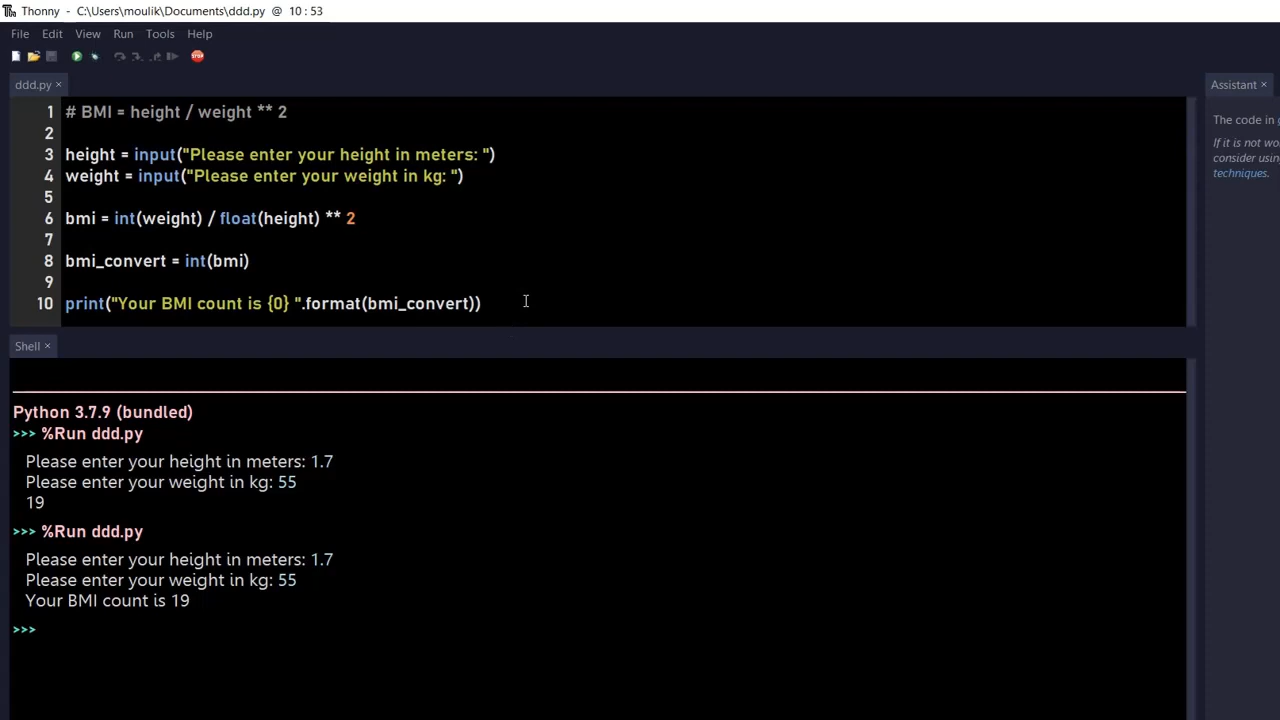 Th Thonny - C:\Users\moulik\Documents\ddd.py @ 10 : 53
File Edit View Run Tools Help
STOP
ddd.py ×
Assistant ×
1 # BMI = height / weight ** 2
2
3 height = input("Please enter your height in meters: ")
4 weight = input("Please enter your weight in kg: ")
5
6 bmi = int(weight) / float(height) ** 2
7
8 bmi_convert = int(bmi)
9
10 print("Your BMI count is {0} ".format(bmi_convert))
The code in
If it is not wo
consider usin
techniques.
Shell ×
Python 3.7.9 (bundled)
>>> %Run ddd.py
Please enter your height in meters: 1.7
Please enter your weight in kg: 55
19
>>> %Run ddd.py
Please enter your height in meters: 1.7
Please enter your weight in kg: 55
Your BMI count is 19
>>>